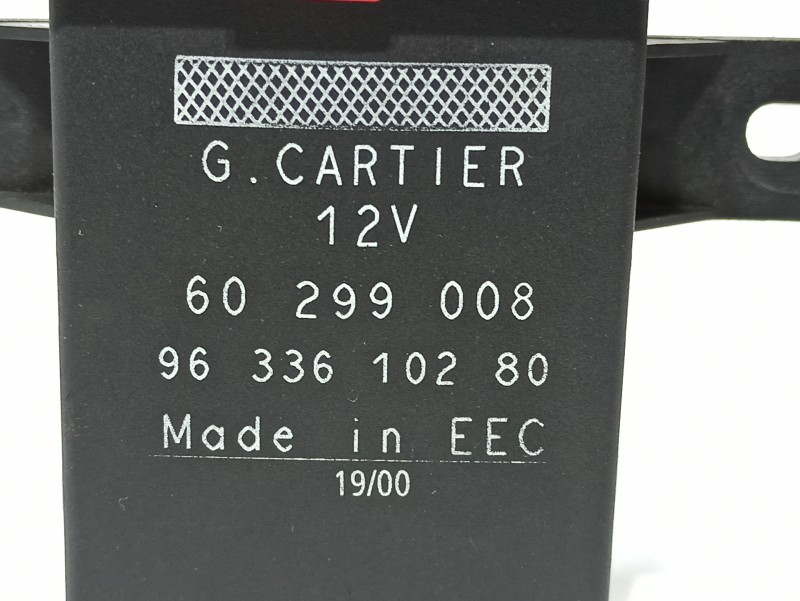 G.CARTIER
12V
60 299 008
96 336 102 80
Made in EEC
19/00